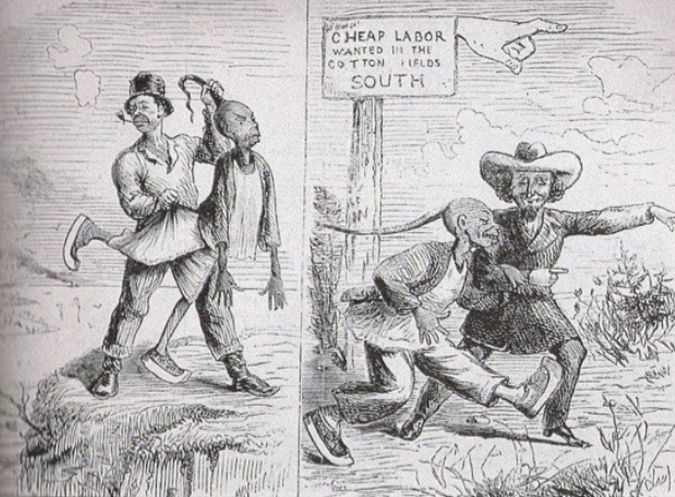 CHEAP LABOR
WANTED IN THE
COTTON FIELDS
SOUTH